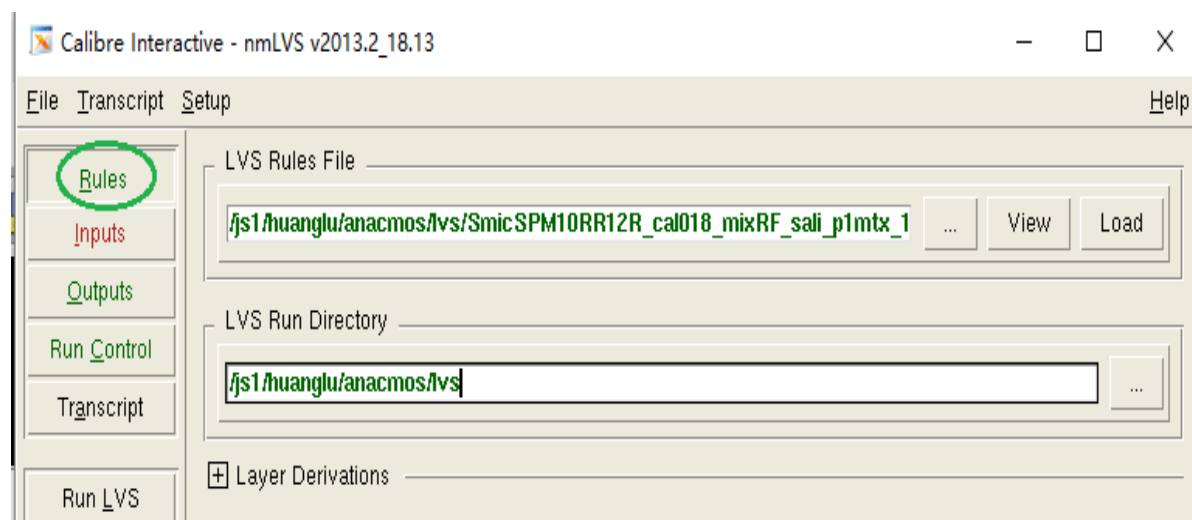 Calibre Interactive - nmLVS v2013.2_18.13
File Transcript Setup Help
Rules
LVS Rules File
/js1/huanglu/anacmos/lvs/SmicSPM10RR12R_cal018_mixRF_sali_p1mtx_1 ... View Load
Inputs
Outputs
LVS Run Directory
Run Control
/js1/huanglu/anacmos/lvs ...
Transcript
+ Layer Derivations
Run LVS